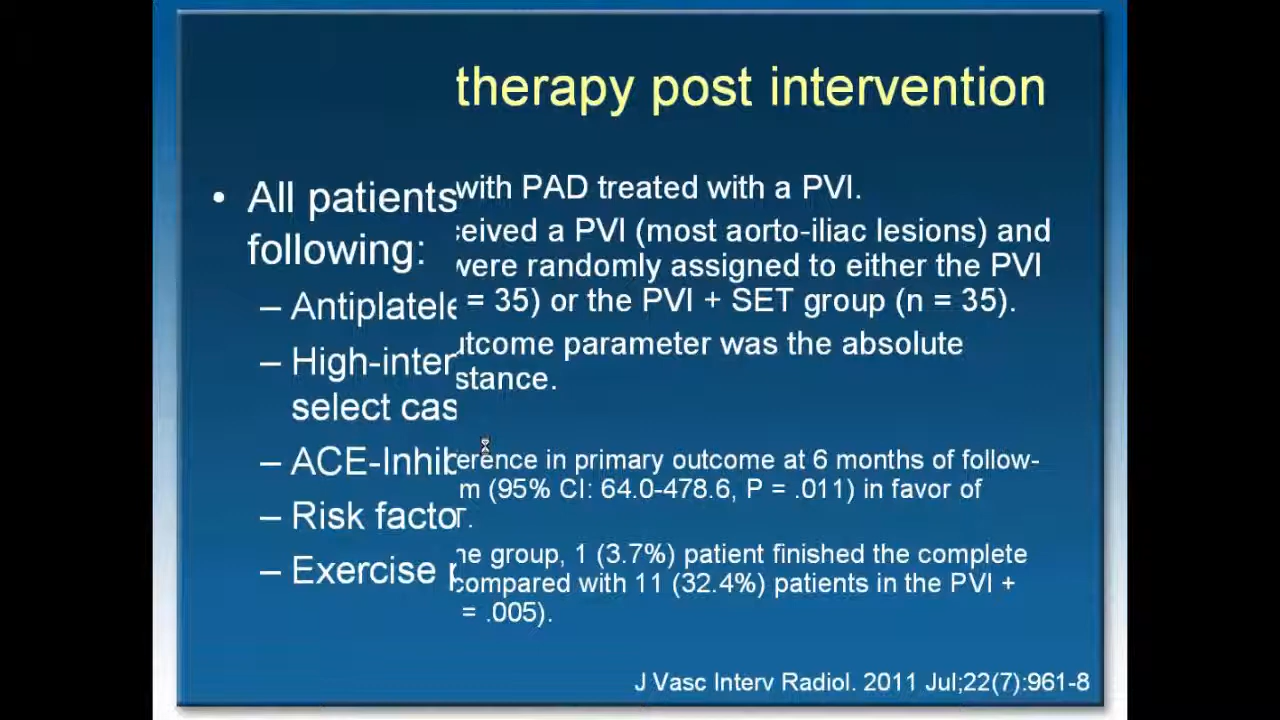 therapy post intervention
• All patients with PAD treated with a PVI.
following: eived a PVI (most aorto-iliac lesions) and
were randomly assigned to either the PVI
– Antiplatele = 35) or the PVI + SET group (n = 35).
– High-inter tcome parameter was the absolute
stance.
select cas
– ACE-Inhib erence in primary outcome at 6 months of follow-
m (95% CI: 64.0-478.6, P = .011) in favor of
– Risk factor .
– Exercise ne group, 1 (3.7%) patient finished the complete
compared with 11 (32.4%) patients in the PVI +
= .005).
J Vasc Interv Radiol. 2011 Jul;22(7):961-8